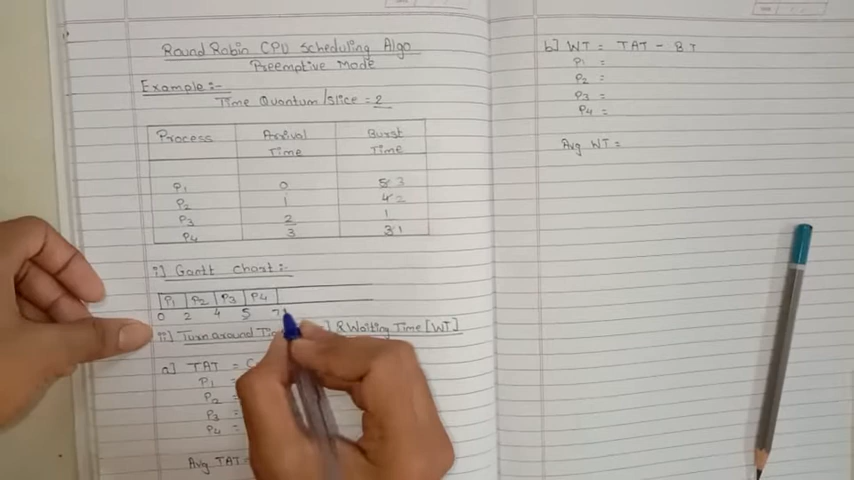 Round Robin CPU Scheduling Algo
Preemptive Mode
Example:-
Time Quantum/slice = 2
Process Arrival Time Burst Time
P1 0 5 3
P2 1 4 2
P3 2 1
P4 3 3 1
i] Gantt chart:-
P1 P2 P3 P4
0 2 4 5 7
ii] Turn around & Waiting Time [WT]
a] TAT =
P1
P2
P3
P4
Avg TAT=
b] WT = TAT - BT
P1 =
P2 =
P3 =
P4 =
Avg WT =